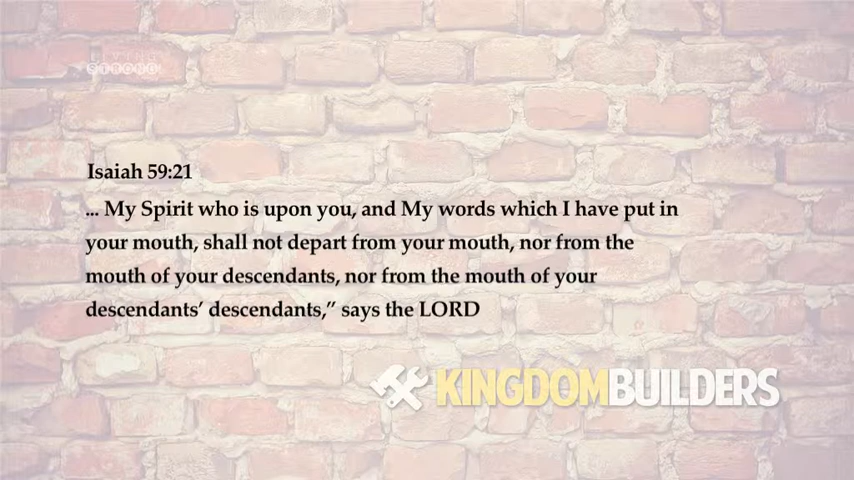 STRONG
Isaiah 59:21
... My Spirit who is upon you, and My words which I have put in
your mouth, shall not depart from your mouth, nor from the
mouth of your descendants, nor from the mouth of your
descendants’ descendants,” says the LORD
KINGDOMBUILDERS